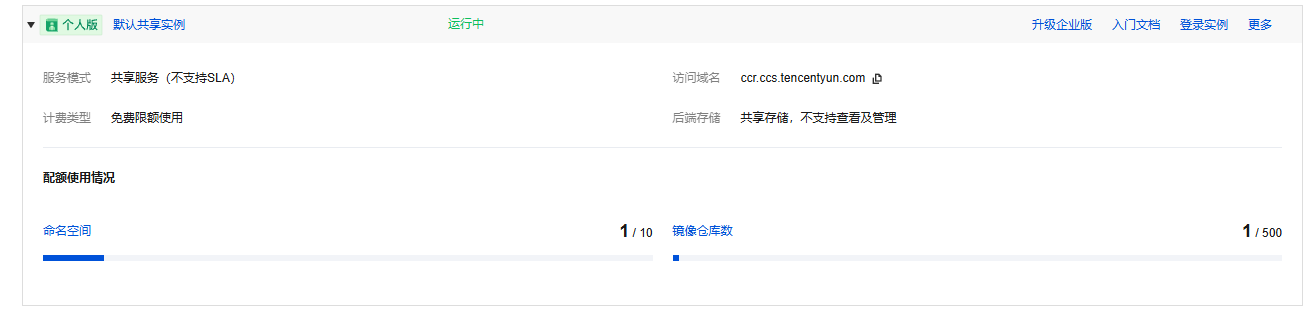 个人版 默认共享实例 运行中 升级企业版 入门文档 登录实例 更多
服务模式 共享服务（不支持SLA） 访问域名 ccr.ccs.tencentyun.com
计费类型 免费限额使用 后端存储 共享存储，不支持查看及管理
配额使用情况
命名空间 1 / 10 镜像仓库数 1 / 500